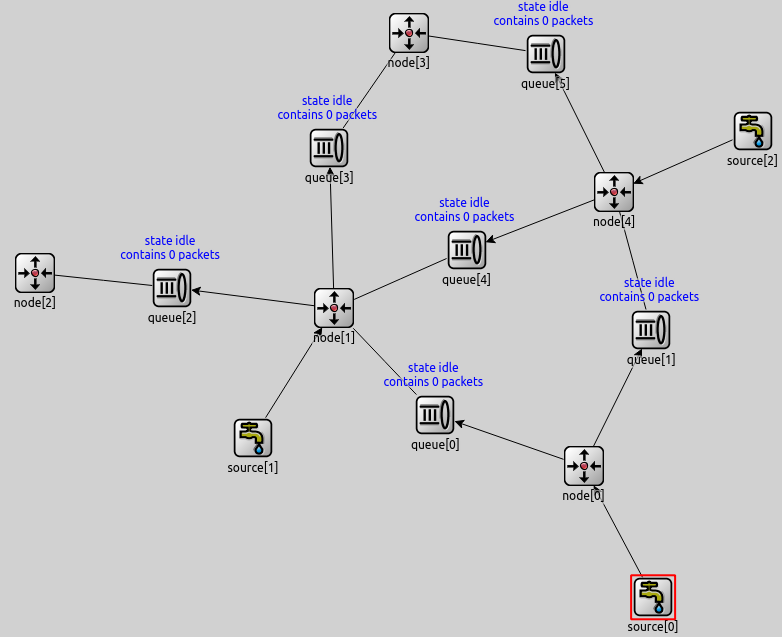 state idle
contains 0 packets
node[3]
queue[5]
state idle
contains 0 packets
source[2]
queue[3]
state idle
contains 0 packets
node[4]
state idle
contains 0 packets
queue[4]
state idle
contains 0 packets
node[2]
queue[2]
node[1]
queue[1]
state idle
contains 0 packets
queue[0]
source[1]
node[0]
source[0]